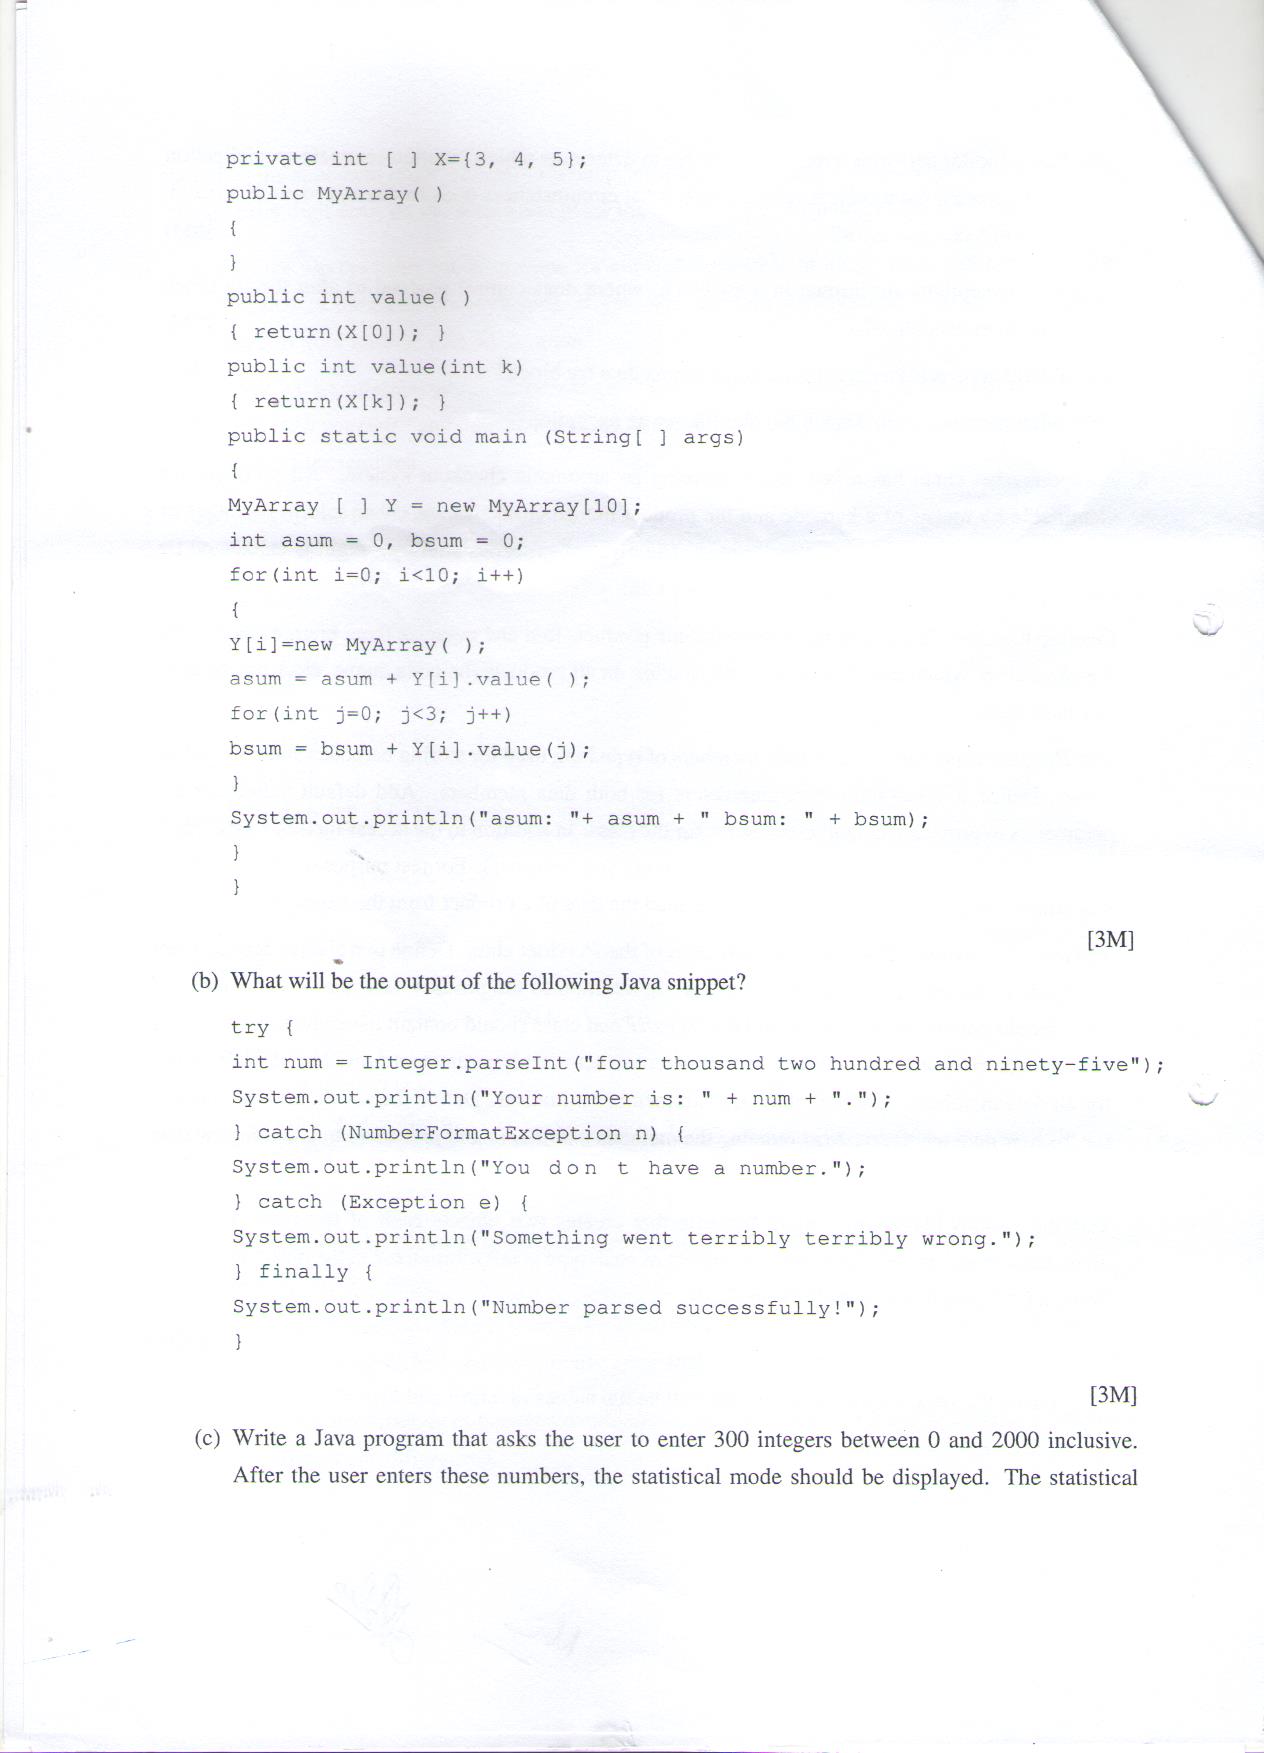 private int [ ] X={3, 4, 5};
public MyArray( )
{
}
public int value( )
{ return(X[0]); }
public int value(int k)
{ return(X[k]); }
public static void main (String[ ] args)
{
MyArray [ ] Y = new MyArray[10];
int asum = 0, bsum = 0;
for(int i=0; i<10; i++)
{
Y[i]=new MyArray( );
asum = asum + Y[i].value( );
for(int j=0; j<3; j++)
bsum = bsum + Y[i].value(j);
}
System.out.println("asum: "+ asum + " bsum: " + bsum);
}
}
[3M]
(b) What will be the output of the following Java snippet?
try {
int num = Integer.parseInt("four thousand two hundred and ninety-five");
System.out.println("Your number is: " + num + ".");
} catch (NumberFormatException n) {
System.out.println("You don t have a number.");
} catch (Exception e) {
System.out.println("Something went terribly terribly wrong.");
} finally {
System.out.println("Number parsed successfully!");
}
[3M]
(c) Write a Java program that asks the user to enter 300 integers between 0 and 2000 inclusive.
After the user enters these numbers, the statistical mode should be displayed. The statistical